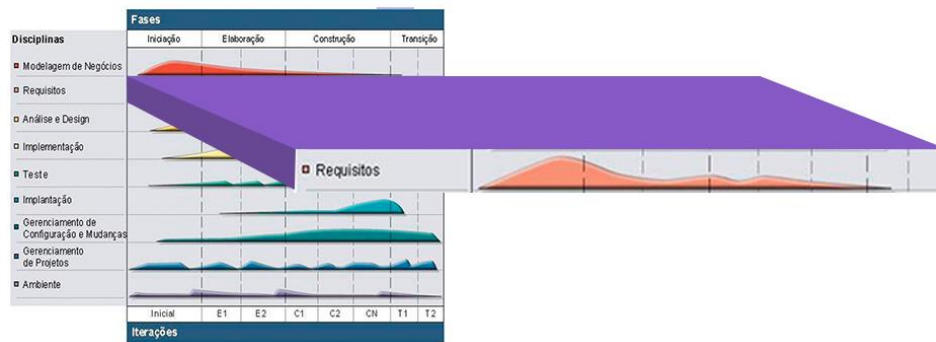 Fases
Disciplinas
Iniciação Elaboração Construção Transição
Modelagem de Negócios
Requisitos
Análise e Design
Implementação
Requisitos
Teste
Implantação
Gerenciamento de
Configuração e Mudanças
Gerenciamento
de Projetos
Ambiente
Inicial E1 E2 C1 C2 CN T1 T2
Iterações